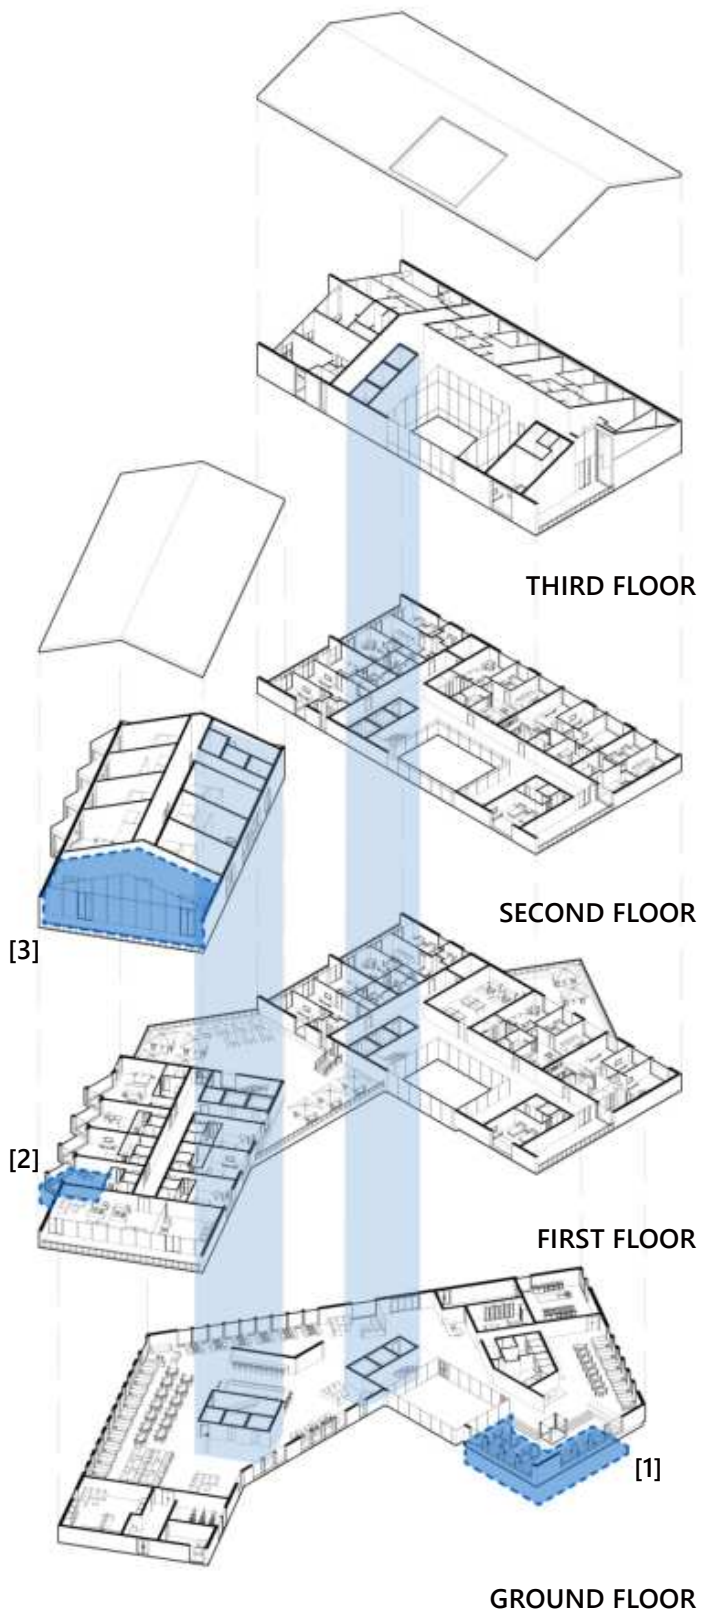 THIRD FLOOR
SECOND FLOOR
[3]
[2]
FIRST FLOOR
[1]
GROUND FLOOR